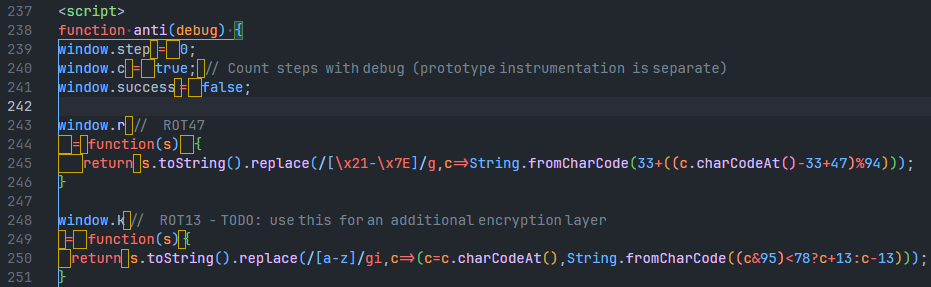 237 <script>
238 function anti(debug) {
239 window.step = 0;
240 window.c = true; // Count steps with debug (prototype instrumentation is separate)
241 window.success = false;
242
243 window.r // ROT47
244 = function(s) {
245 return s.toString().replace(/[\x21-\x7E]/g,c=>String.fromCharCode(33+((c.charCodeAt()-33+47)%94)));
246 }
247
248 window.k // ROT13 - TODO: use this for an additional encryption layer
249 = function(s) {
250 return s.toString().replace(/[a-z]/gi,c=>(c=c.charCodeAt(),String.fromCharCode((c&95)<78?c+13:c-13)));
251 }